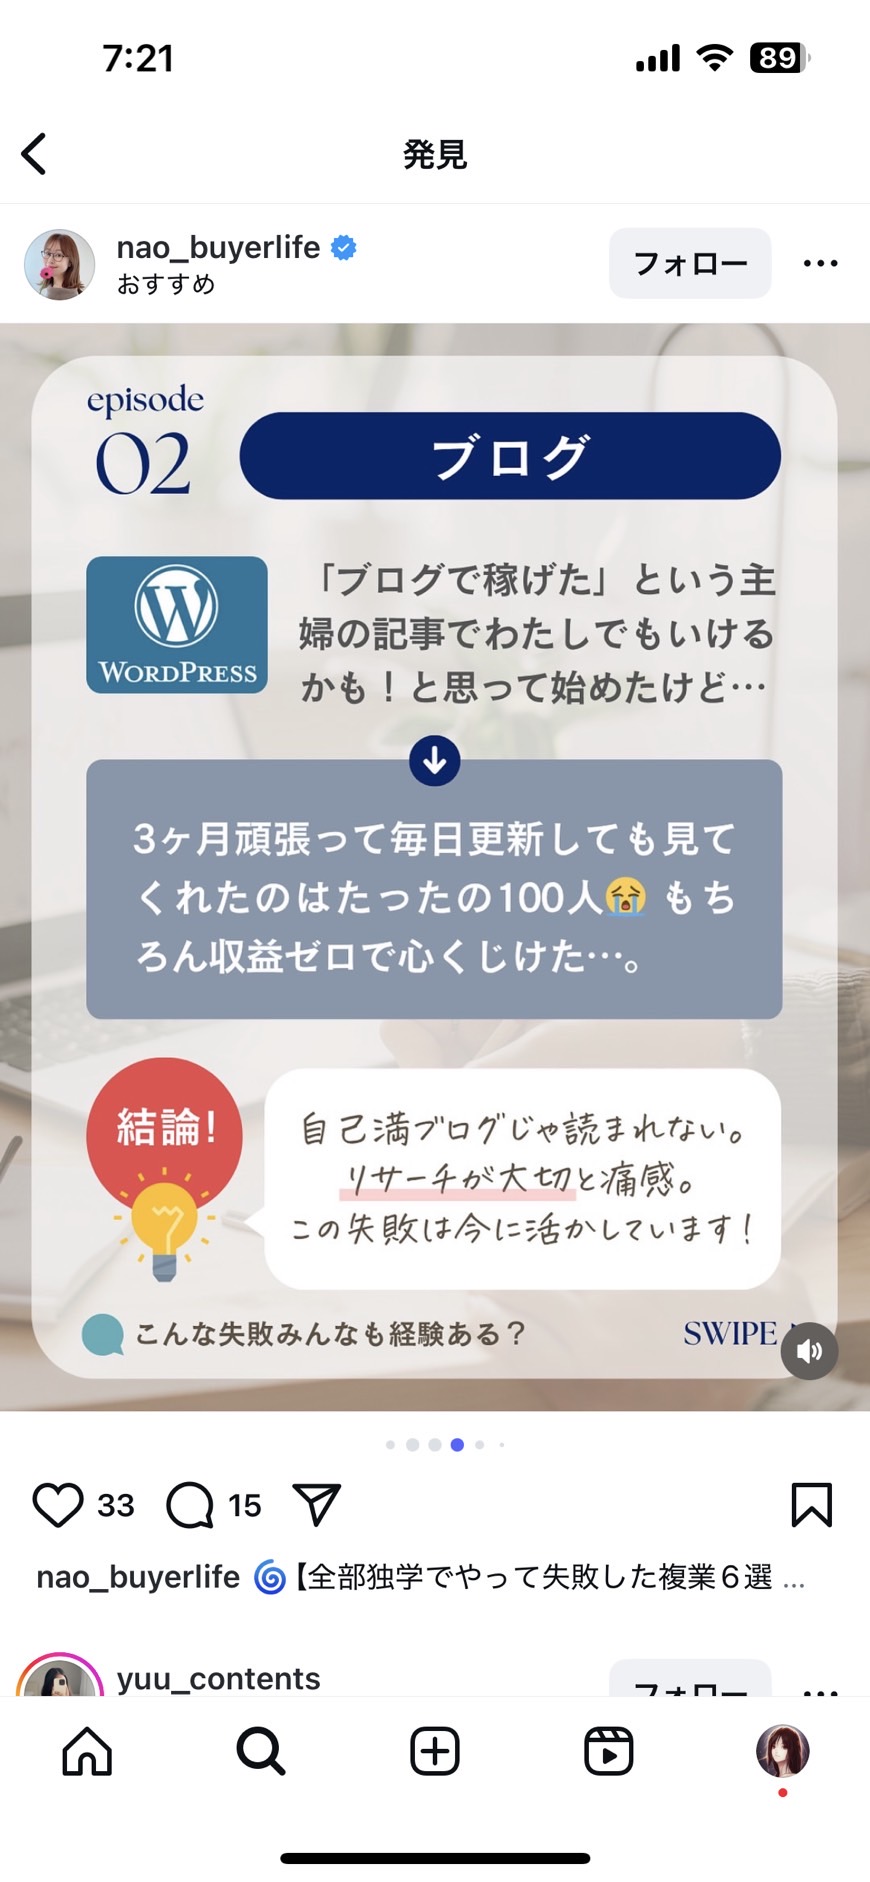 7:21
89
発見
nao_buyerlife
おすすめ
フォロー
episode
02
ブログ
WORDPRESS
「ブログで稼げた」という主
婦の記事でわたしでもいける
かも！と思って始めたけど…
3ヶ月頑張って毎日更新しても見て
くれたのはたったの100人😭 もち
ろん収益ゼロで心くじけた…。
結論!
自己満ブログじゃ読まれない。
リサーチが大切と痛感。
この失敗は今に活かしています！
こんな失敗みんなも経験ある？
SWIPE
33
15
nao_buyerlife 🌀【全部独学でやって失敗した複業６選 ...
yuu_contents
フォロー